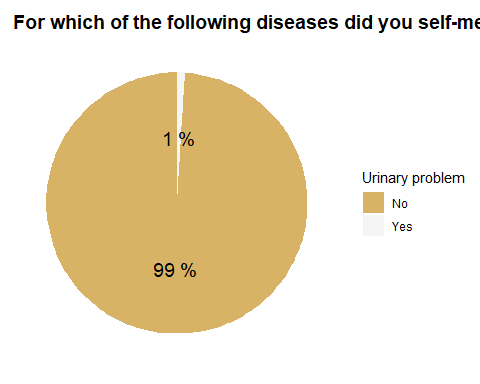 For which of the following diseases did you self-me
1 %
99 %
Urinary problem
No
Yes